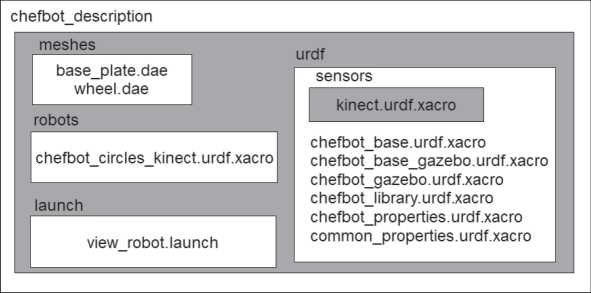 chefbot_description
meshes
base_plate.dae
wheel.dae
robots
chefbot_circles_kinect.urdf.xacro
launch
view_robot.launch
urdf
sensors
kinect.urdf.xacro
chefbot_base.urdf.xacro
chefbot_base_gazebo.urdf.xacro
chefbot_gazebo.urdf.xacro
chefbot_library.urdf.xacro
chefbot_properties.urdf.xacro
common_properties.urdf.xacro